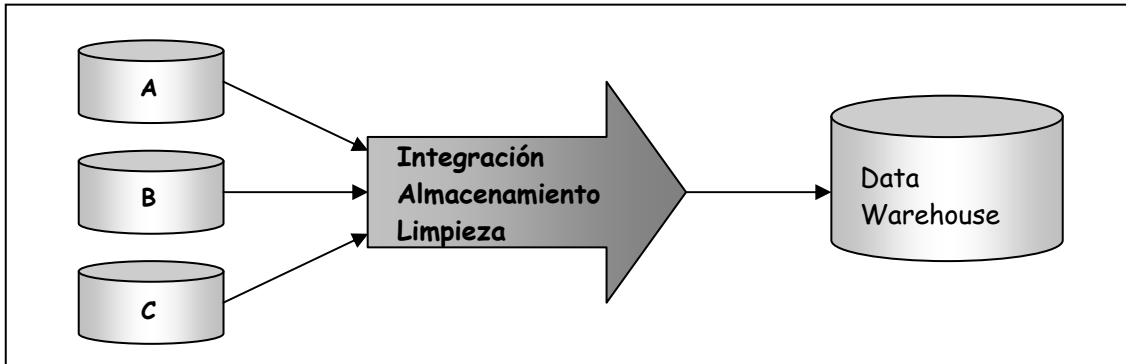 A
B
C
Integración
Almacenamiento
Limpieza
Data
Warehouse